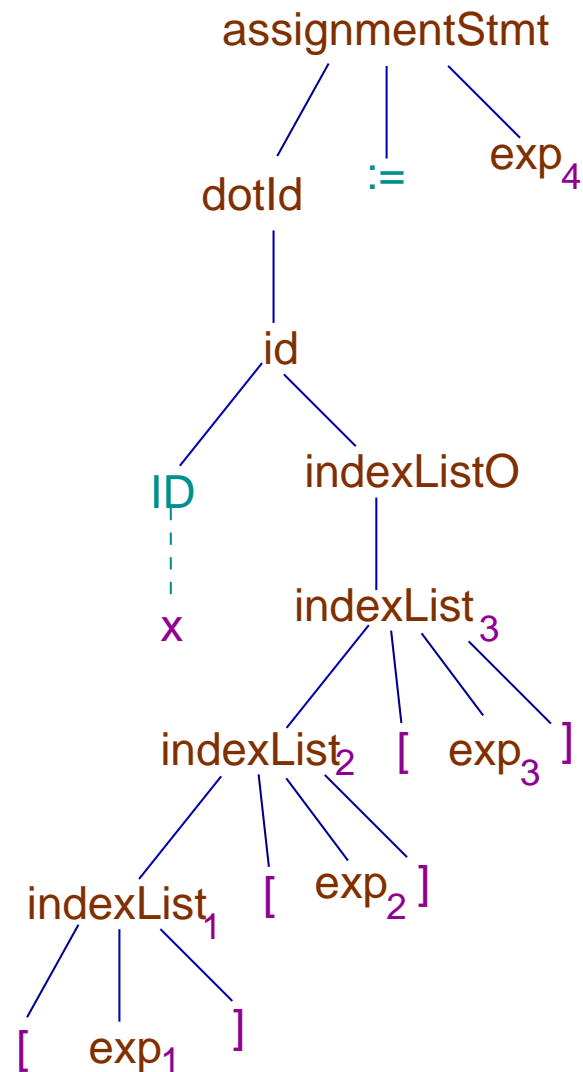 assignmentStmt
dotId := exp4
id
ID indexListO
x indexList3
indexList2 [ exp3 ]
indexList1 [ exp2 ]
[ exp1 ]